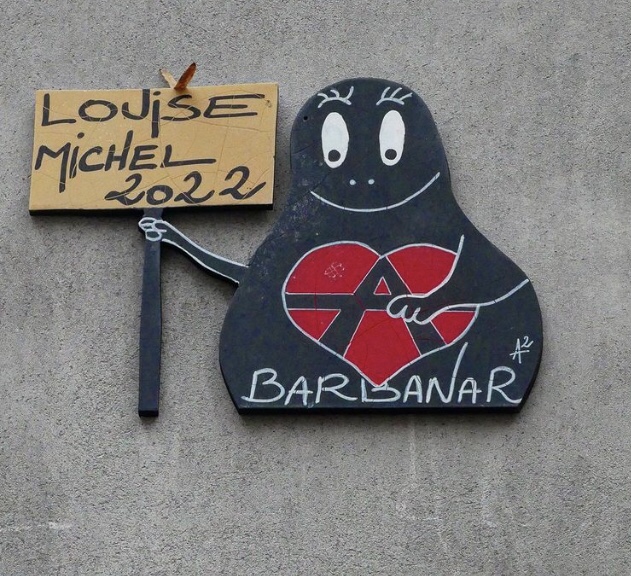 LOUiSE
MiCHEL
2022
A
BARBANAR
A²